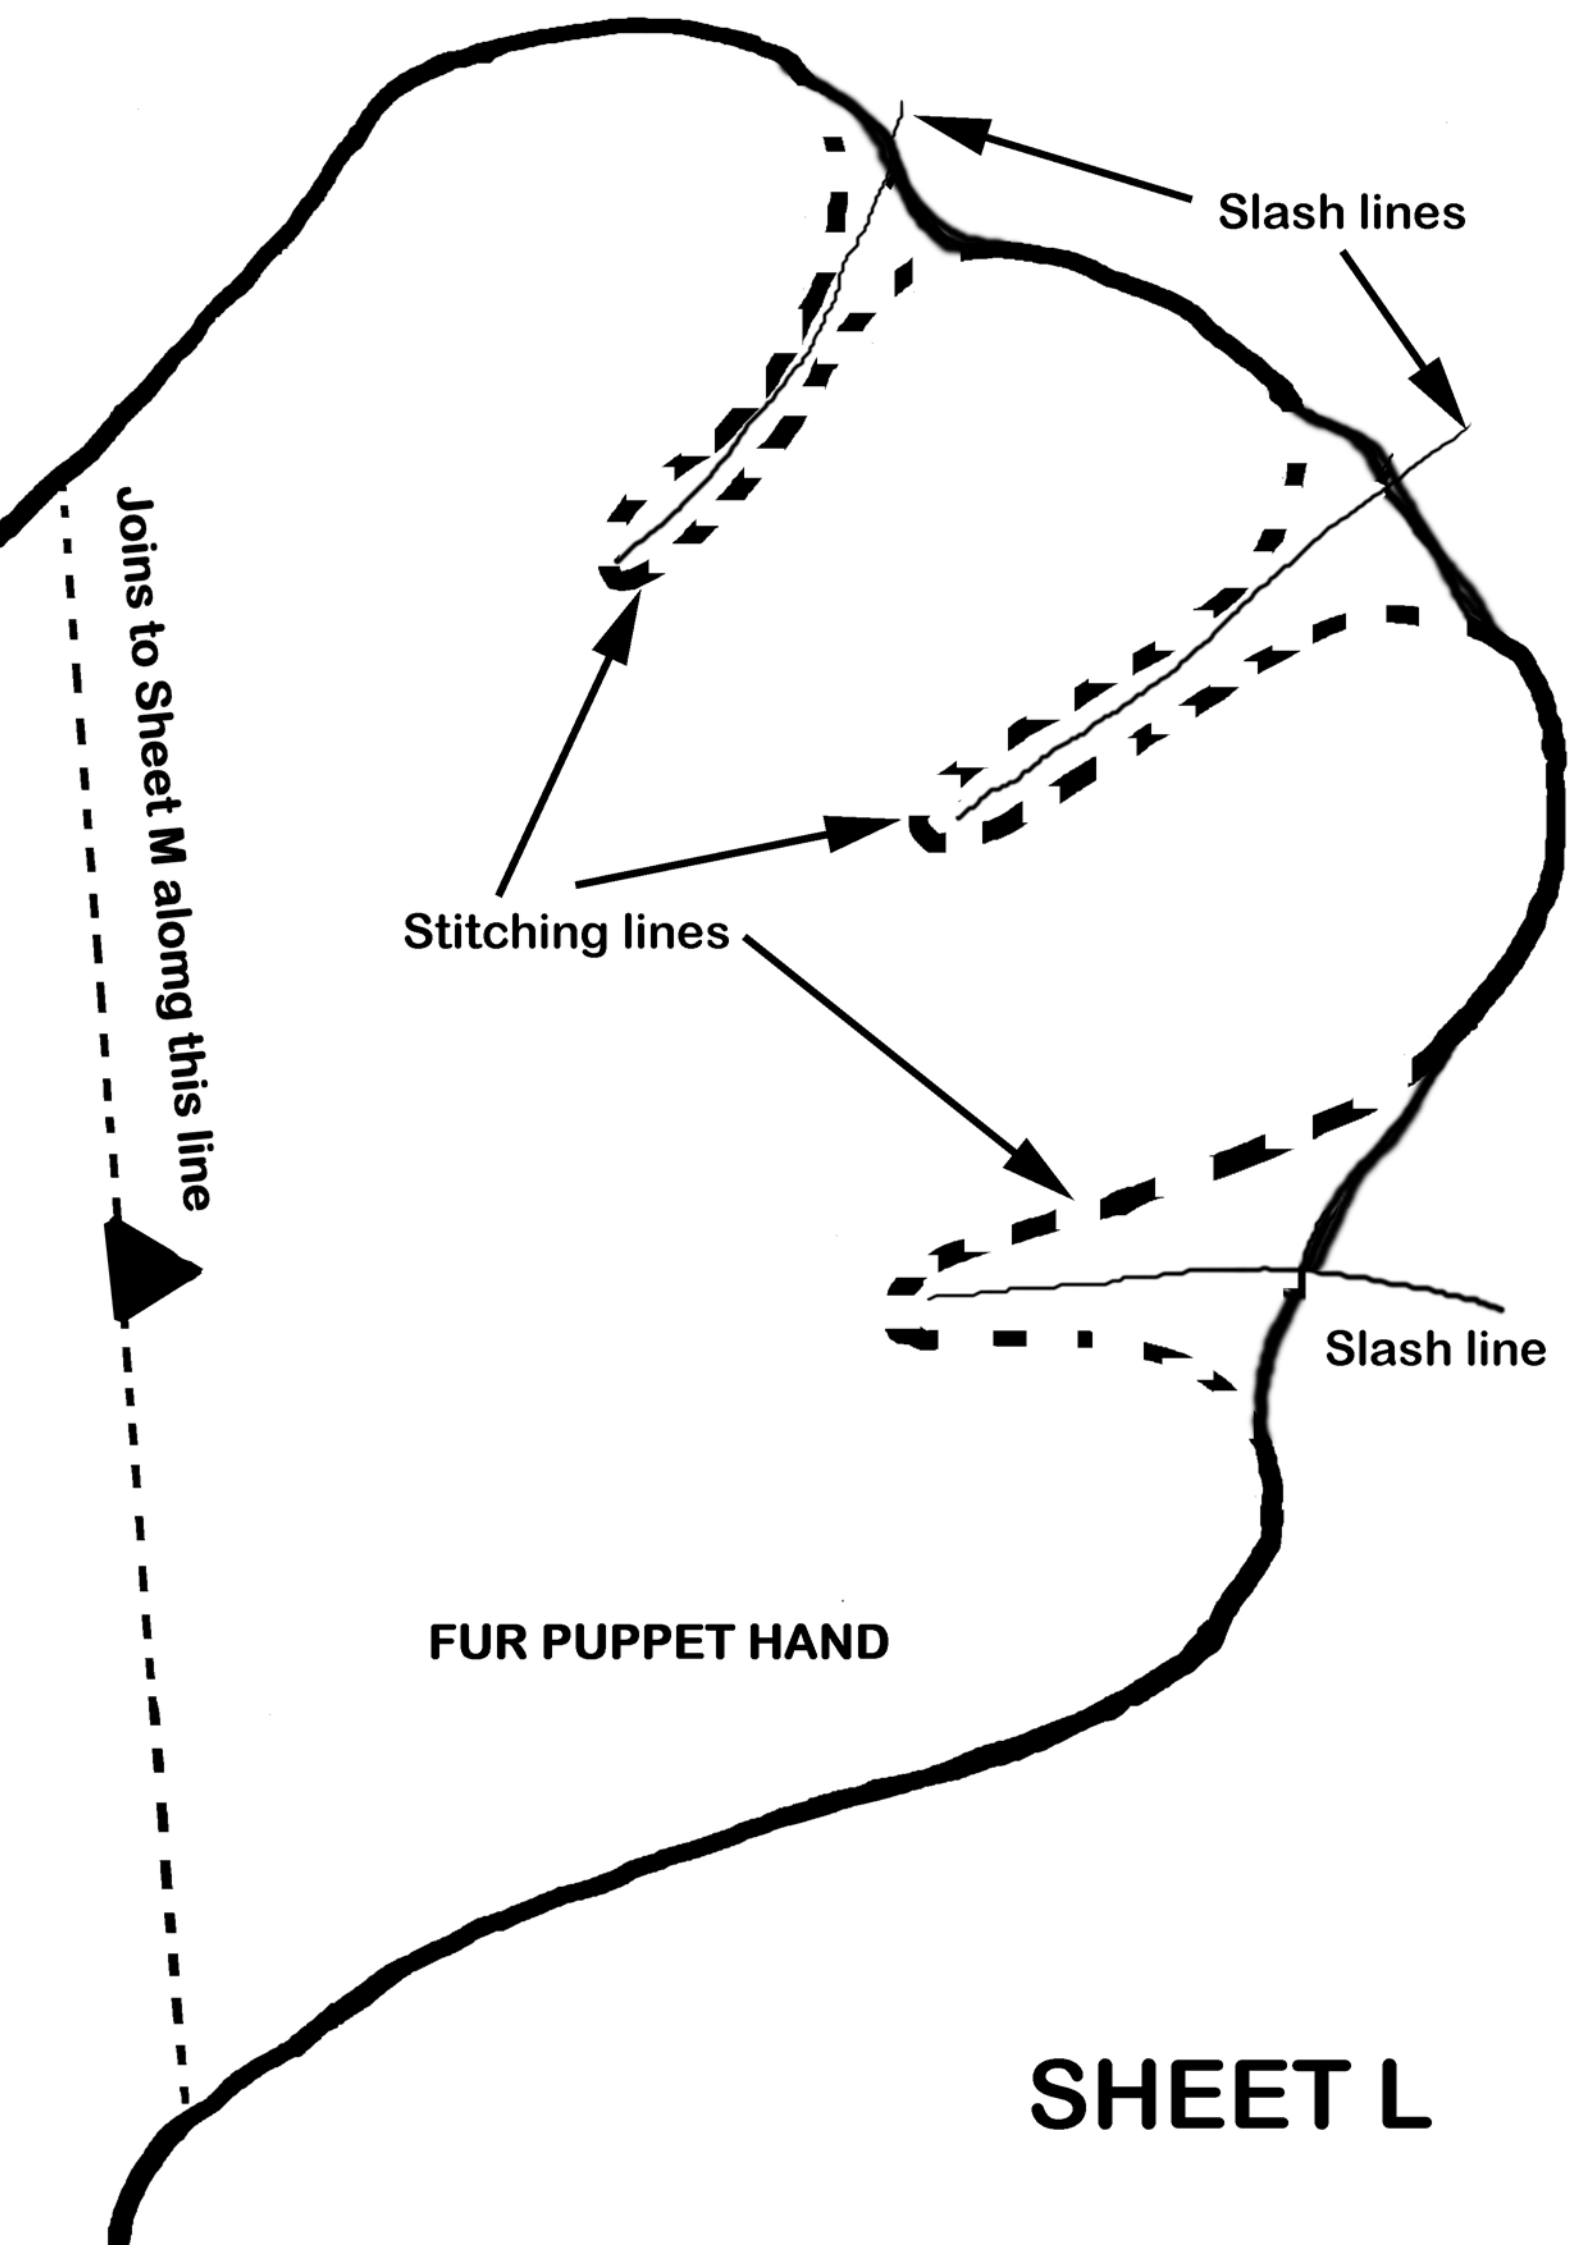 Slash lines
Joins to Sheet M alomg this line
Stitching lines
Slash line
FUR PUPPET HAND
SHEET L